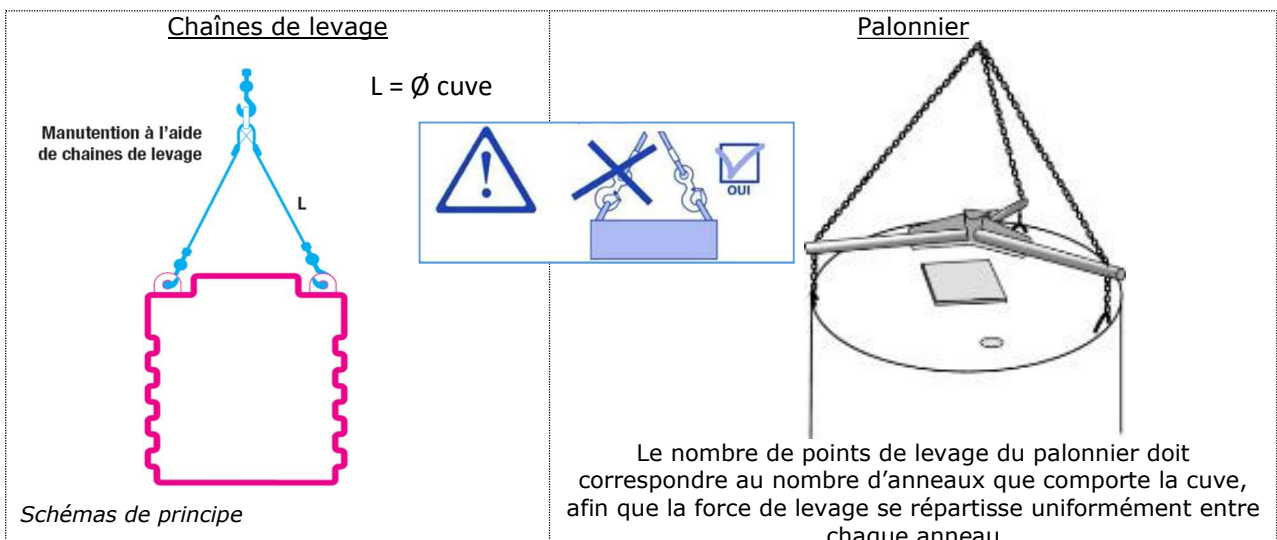 Chaînes de levage
L = Ø cuve
Manutention à l'aide
de chaines de levage
L
Schémas de principe
OUI
Palonnier
Le nombre de points de levage du palonnier doit
correspondre au nombre d'anneaux que comporte la cuve,
afin que la force de levage se répartisse uniformément entre
chaque anneau